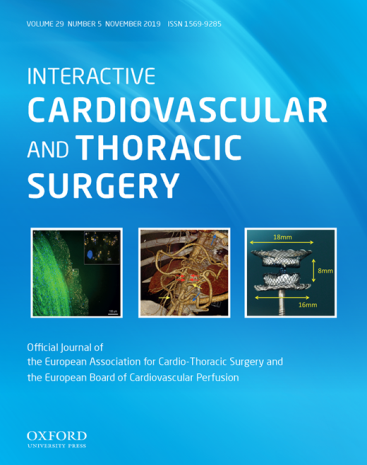 VOLUME 29 NUMBER 5 NOVEMBER 2019 ISSN 1569-9285
INTERACTIVE
CARDIOVASCULAR
AND THORACIC
SURGERY
18mm
8mm
16mm
Official Journal of
the European Association for Cardio-Thoracic Surgery and
the European Board of Cardiovascular Perfusion
OXFORD
UNIVERSITY PRESS